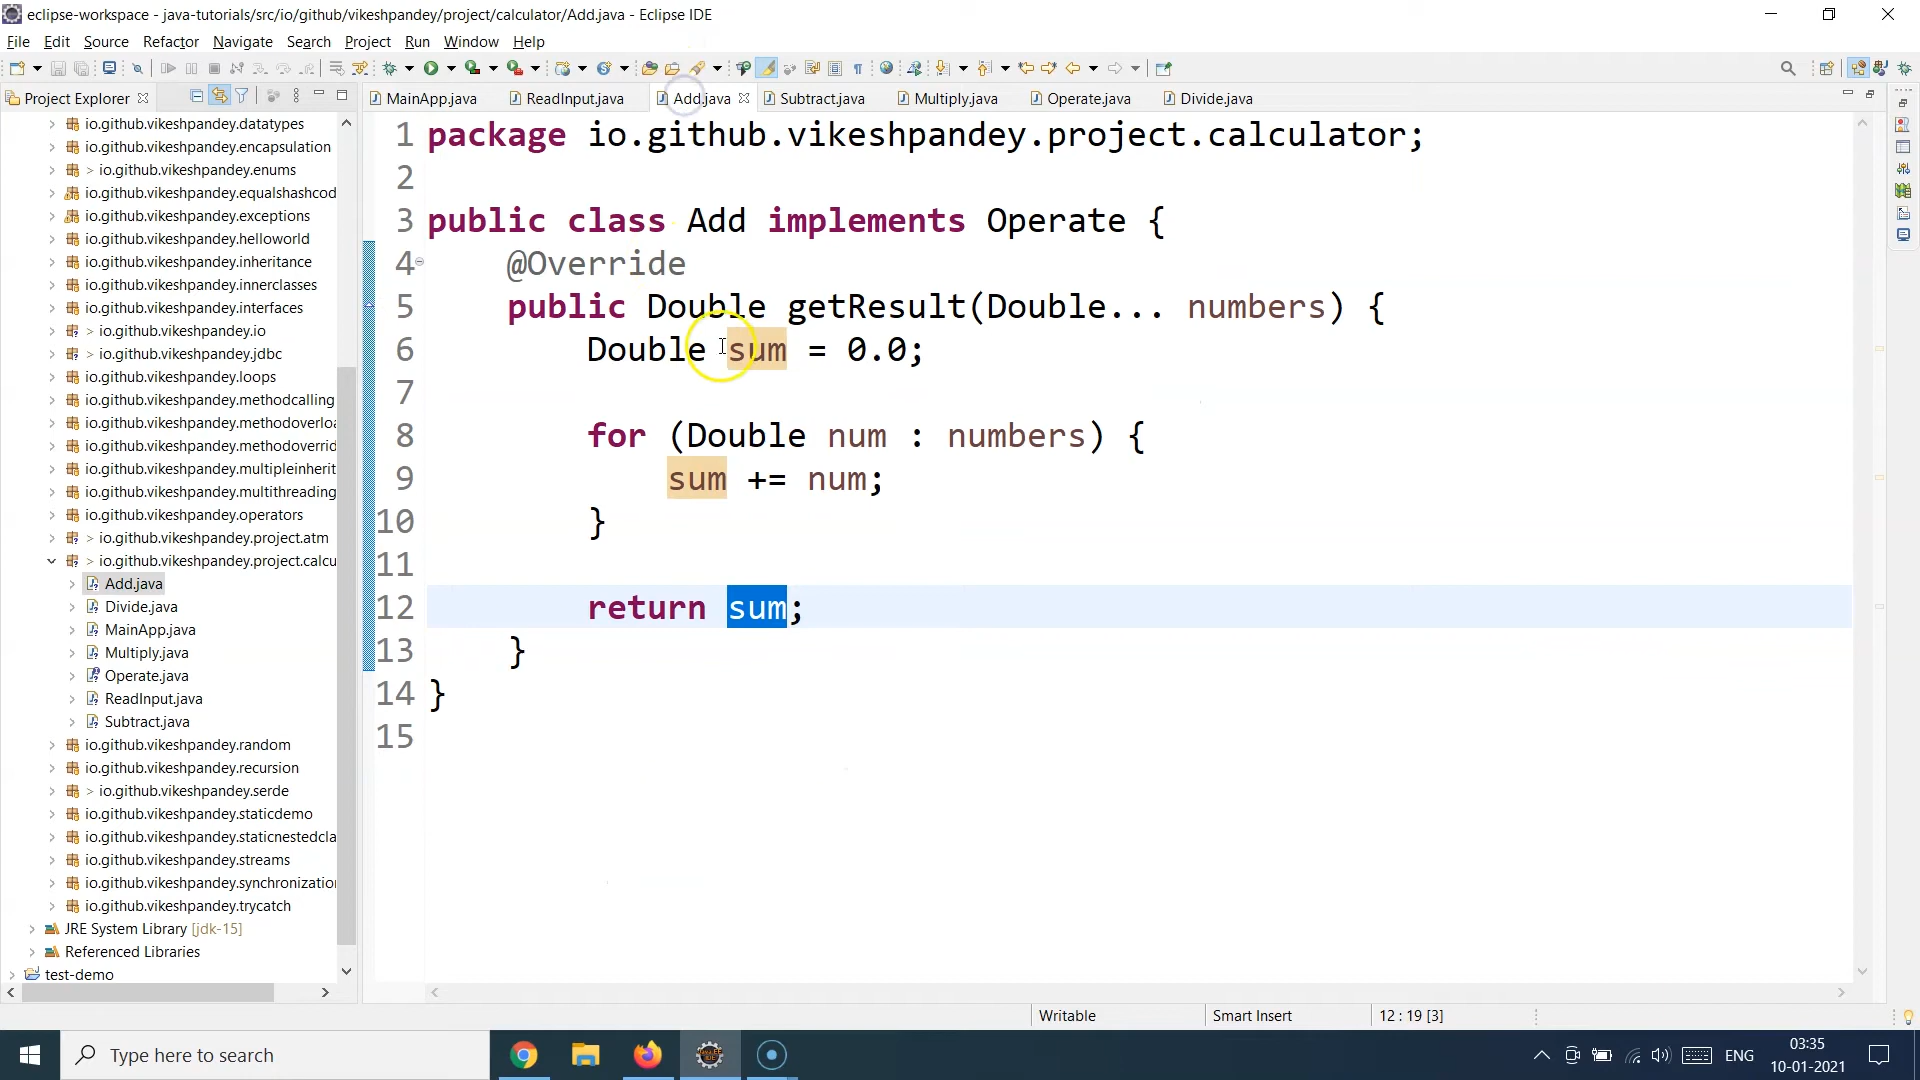 eclipse-workspace - java-tutorials/src/io/github/vikeshpandey/project/calculator/Add.java - Eclipse IDE
File Edit Source Refactor Navigate Search Project Run Window Help
Project Explorer
io.github.vikeshpandey.datatypes
io.github.vikeshpandey.encapsulation
> io.github.vikeshpandey.enums
io.github.vikeshpandey.equalshashcod
io.github.vikeshpandey.exceptions
io.github.vikeshpandey.helloworld
io.github.vikeshpandey.inheritance
io.github.vikeshpandey.innerclasses
io.github.vikeshpandey.interfaces
> io.github.vikeshpandey.io
> io.github.vikeshpandey.jdbc
io.github.vikeshpandey.loops
io.github.vikeshpandey.methodcalling
io.github.vikeshpandey.methodoverloa
io.github.vikeshpandey.methodoverrid
io.github.vikeshpandey.multipleinherit
io.github.vikeshpandey.multithreading
io.github.vikeshpandey.operators
> io.github.vikeshpandey.project.atm
> io.github.vikeshpandey.project.calcu
Add.java
Divide.java
MainApp.java
Multiply.java
Operate.java
ReadInput.java
Subtract.java
io.github.vikeshpandey.random
io.github.vikeshpandey.recursion
> io.github.vikeshpandey.serde
io.github.vikeshpandey.staticdemo
io.github.vikeshpandey.staticnestedcla
io.github.vikeshpandey.streams
io.github.vikeshpandey.synchronization
io.github.vikeshpandey.trycatch
JRE System Library [jdk-15]
Referenced Libraries
test-demo
MainApp.java ReadInput.java Add.java Subtract.java Multiply.java Operate.java Divide.java
1 package io.github.vikeshpandey.project.calculator;
2
3 public class Add implements Operate {
4 @Override
5 public Double getResult(Double... numbers) {
6 Double sum = 0.0;
7
8 for (Double num : numbers) {
9 sum += num;
10 }
11
12 return sum;
13 }
14 }
15
Writable Smart Insert 12 : 19 [3]
Type here to search
ENG
03:35
10-01-2021